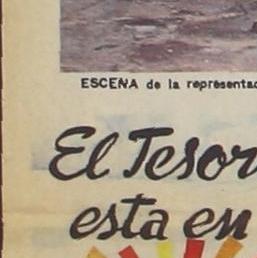 ESCENA de la representac
El Tesor
esta en